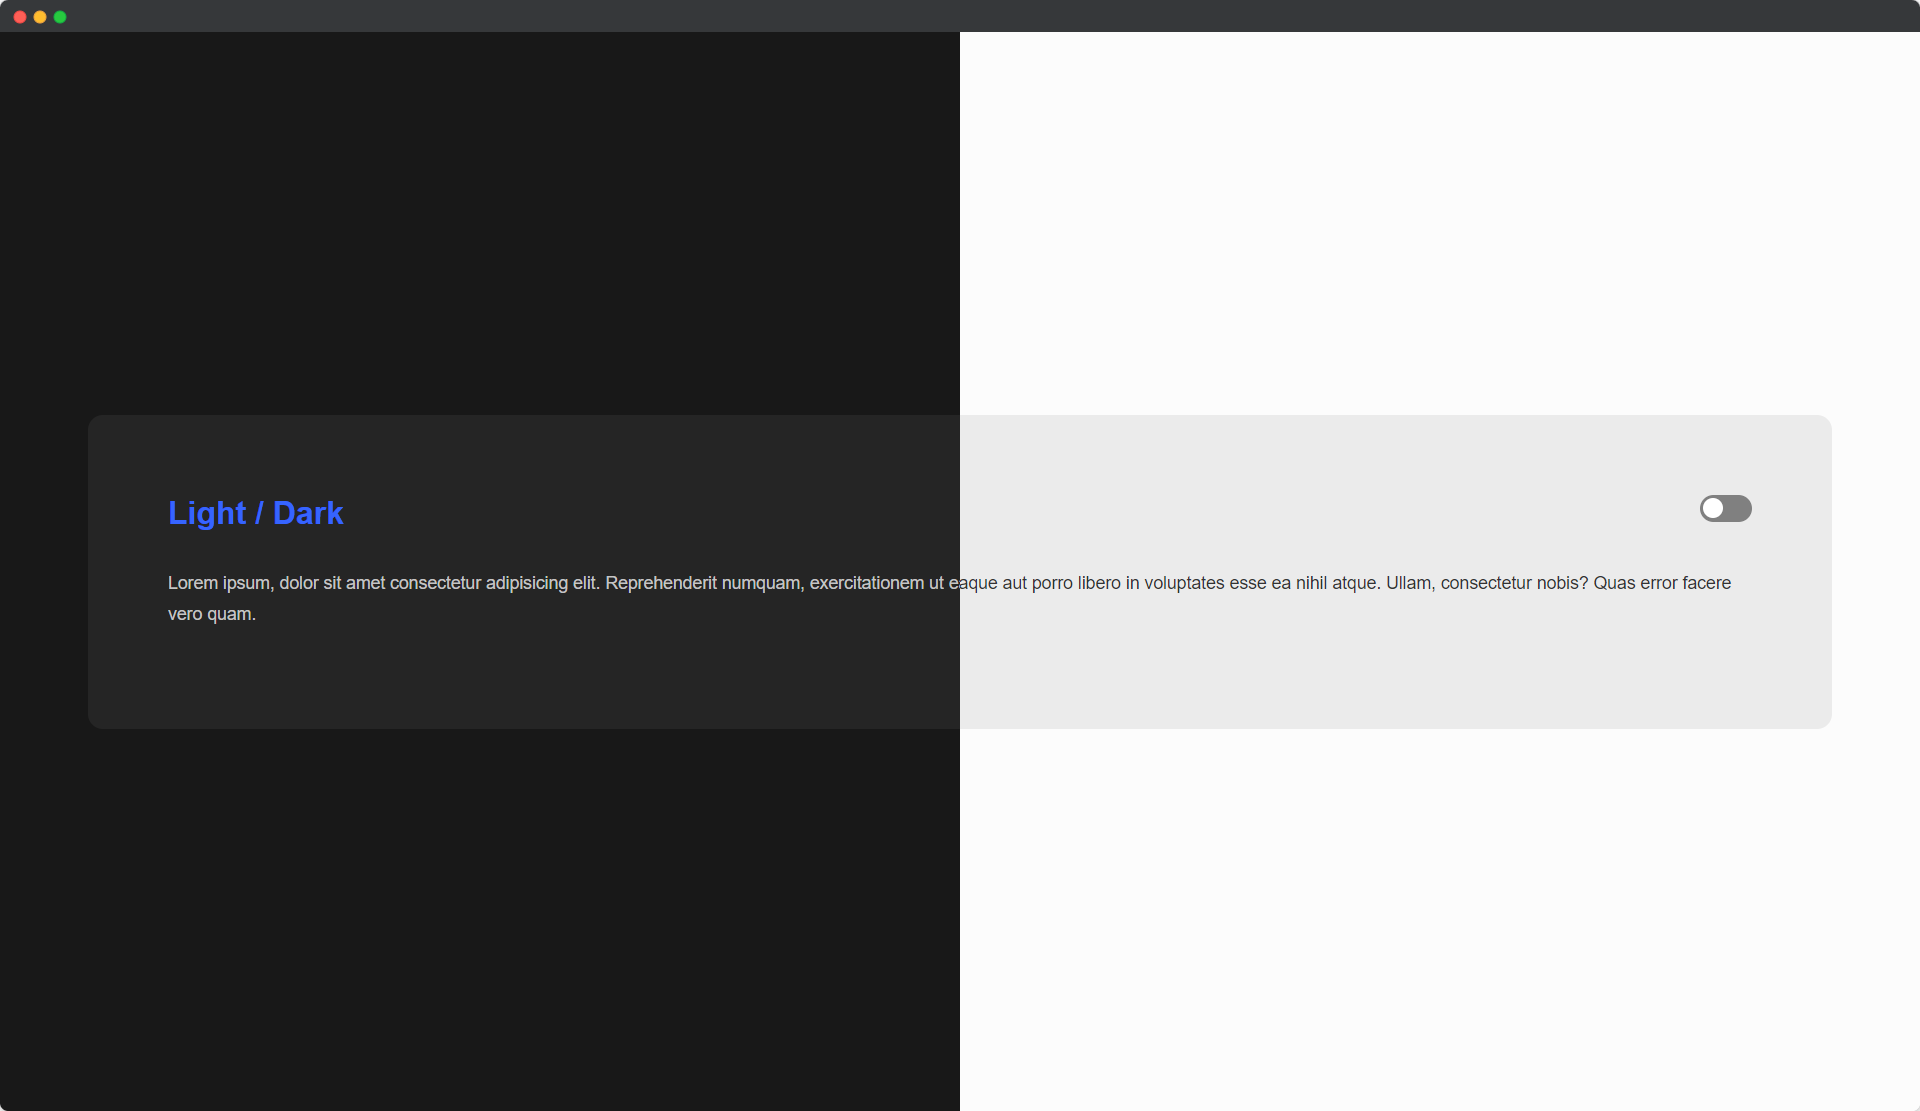 Light / Dark
Lorem ipsum, dolor sit amet consectetur adipisicing elit. Reprehenderit numquam, exercitationem ut eaque aut porro libero in voluptates esse ea nihil atque. Ullam, consectetur nobis? Quas error facere
vero quam.